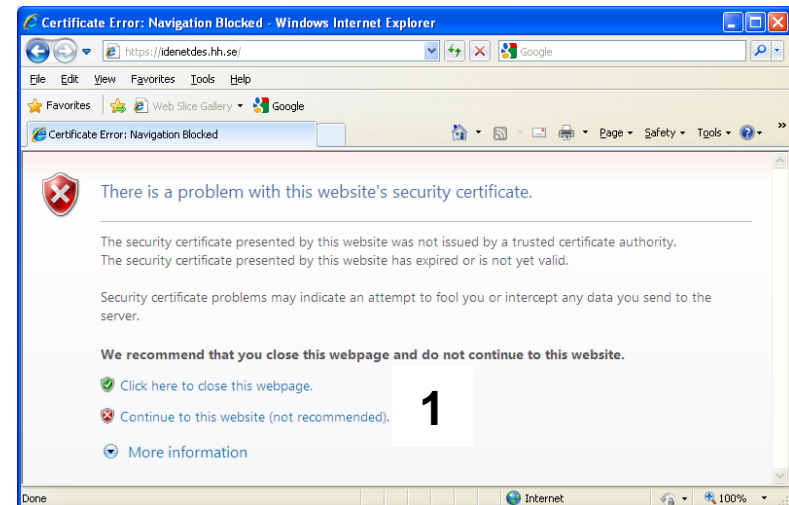 Certificate Error: Navigation Blocked - Windows Internet Explorer
https://idenetdes.hh.se/ Google
File Edit View Favorites Tools Help
Favorites Web Slice Gallery Google
Certificate Error: Navigation Blocked Page Safety Tools »
There is a problem with this website's security certificate.
The security certificate presented by this website was not issued by a trusted certificate authority.
The security certificate presented by this website has expired or is not yet valid.
Security certificate problems may indicate an attempt to fool you or intercept any data you send to the
server.
We recommend that you close this webpage and do not continue to this website.
Click here to close this webpage.
Continue to this website (not recommended). 1
More information
Done Internet 100%